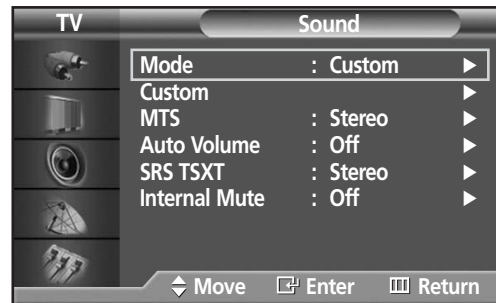 TV Sound
Mode : Custom
Custom
MTS : Stereo
Auto Volume : Off
SRS TSXT : Stereo
Internal Mute : Off
Move Enter Return